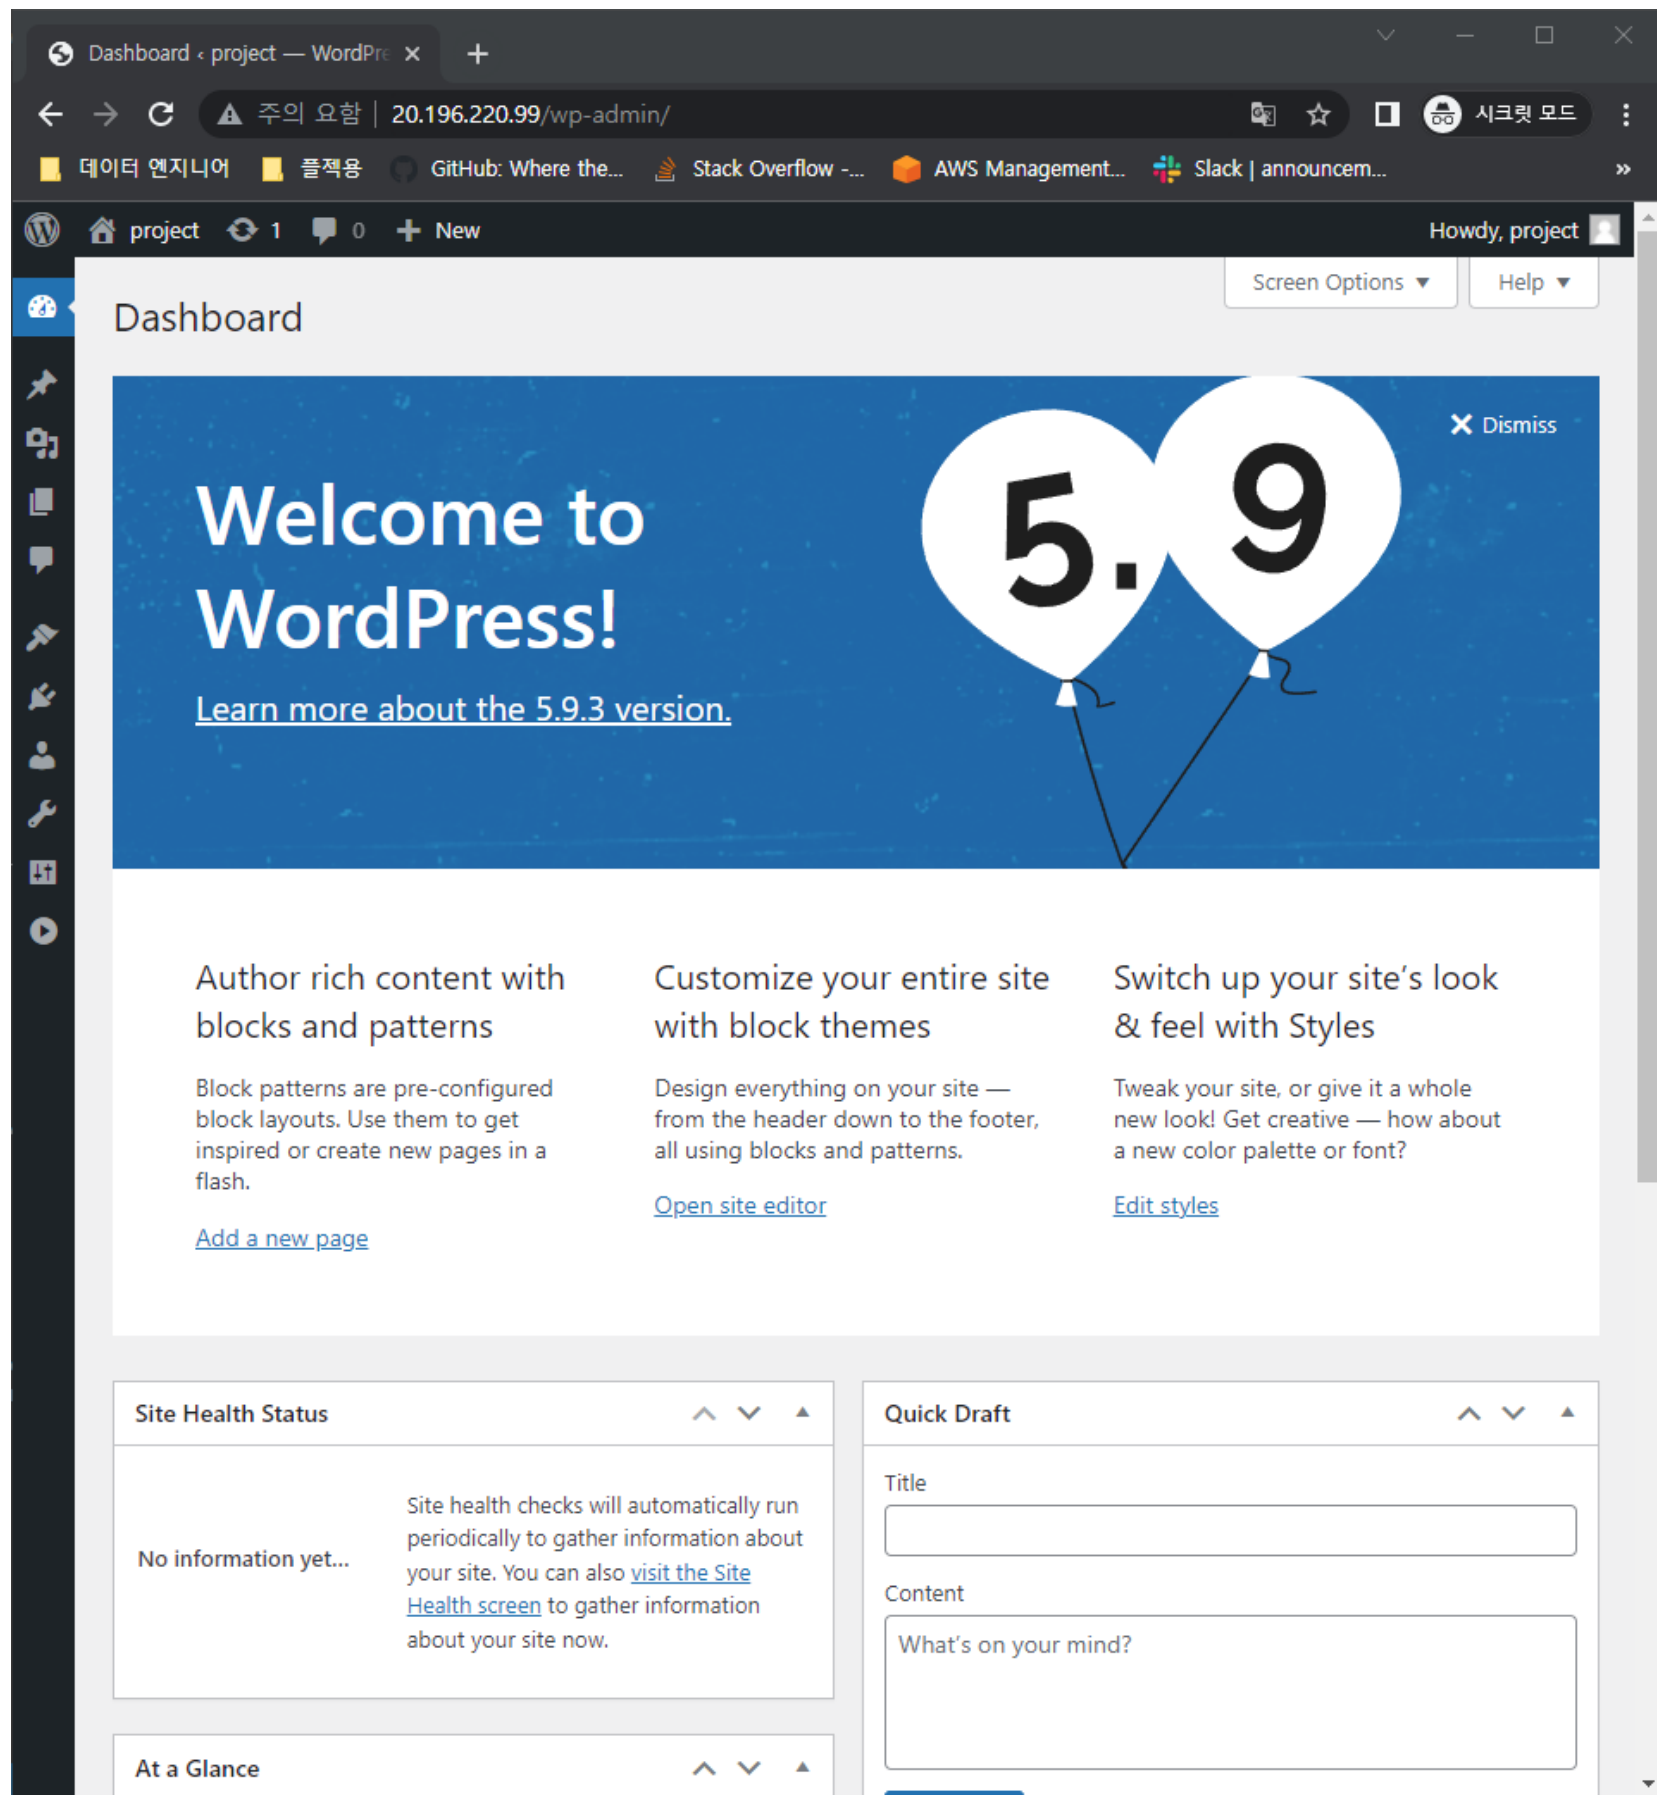 Dashboard ‹ project — WordPre
주의 요함 | 20.196.220.99/wp-admin/
시크릿 모드
데이터 엔지니어
플젝용
GitHub: Where the...
Stack Overflow -...
AWS Management...
Slack | announcem...
»
project
1
0
New
Howdy, project
Screen Options ▼
Help ▼
Dashboard
Dismiss
5.9
Welcome to
WordPress!
Learn more about the 5.9.3 version.
Author rich content with
blocks and patterns
Block patterns are pre-configured
block layouts. Use them to get
inspired or create new pages in a
flash.
Add a new page
Customize your entire site
with block themes
Design everything on your site —
from the header down to the footer,
all using blocks and patterns.
Open site editor
Switch up your site’s look
& feel with Styles
Tweak your site, or give it a whole
new look! Get creative — how about
a new color palette or font?
Edit styles
Site Health Status
No information yet...
Site health checks will automatically run
periodically to gather information about
your site. You can also visit the Site
Health screen to gather information
about your site now.
At a Glance
Quick Draft
Title
Content
What’s on your mind?